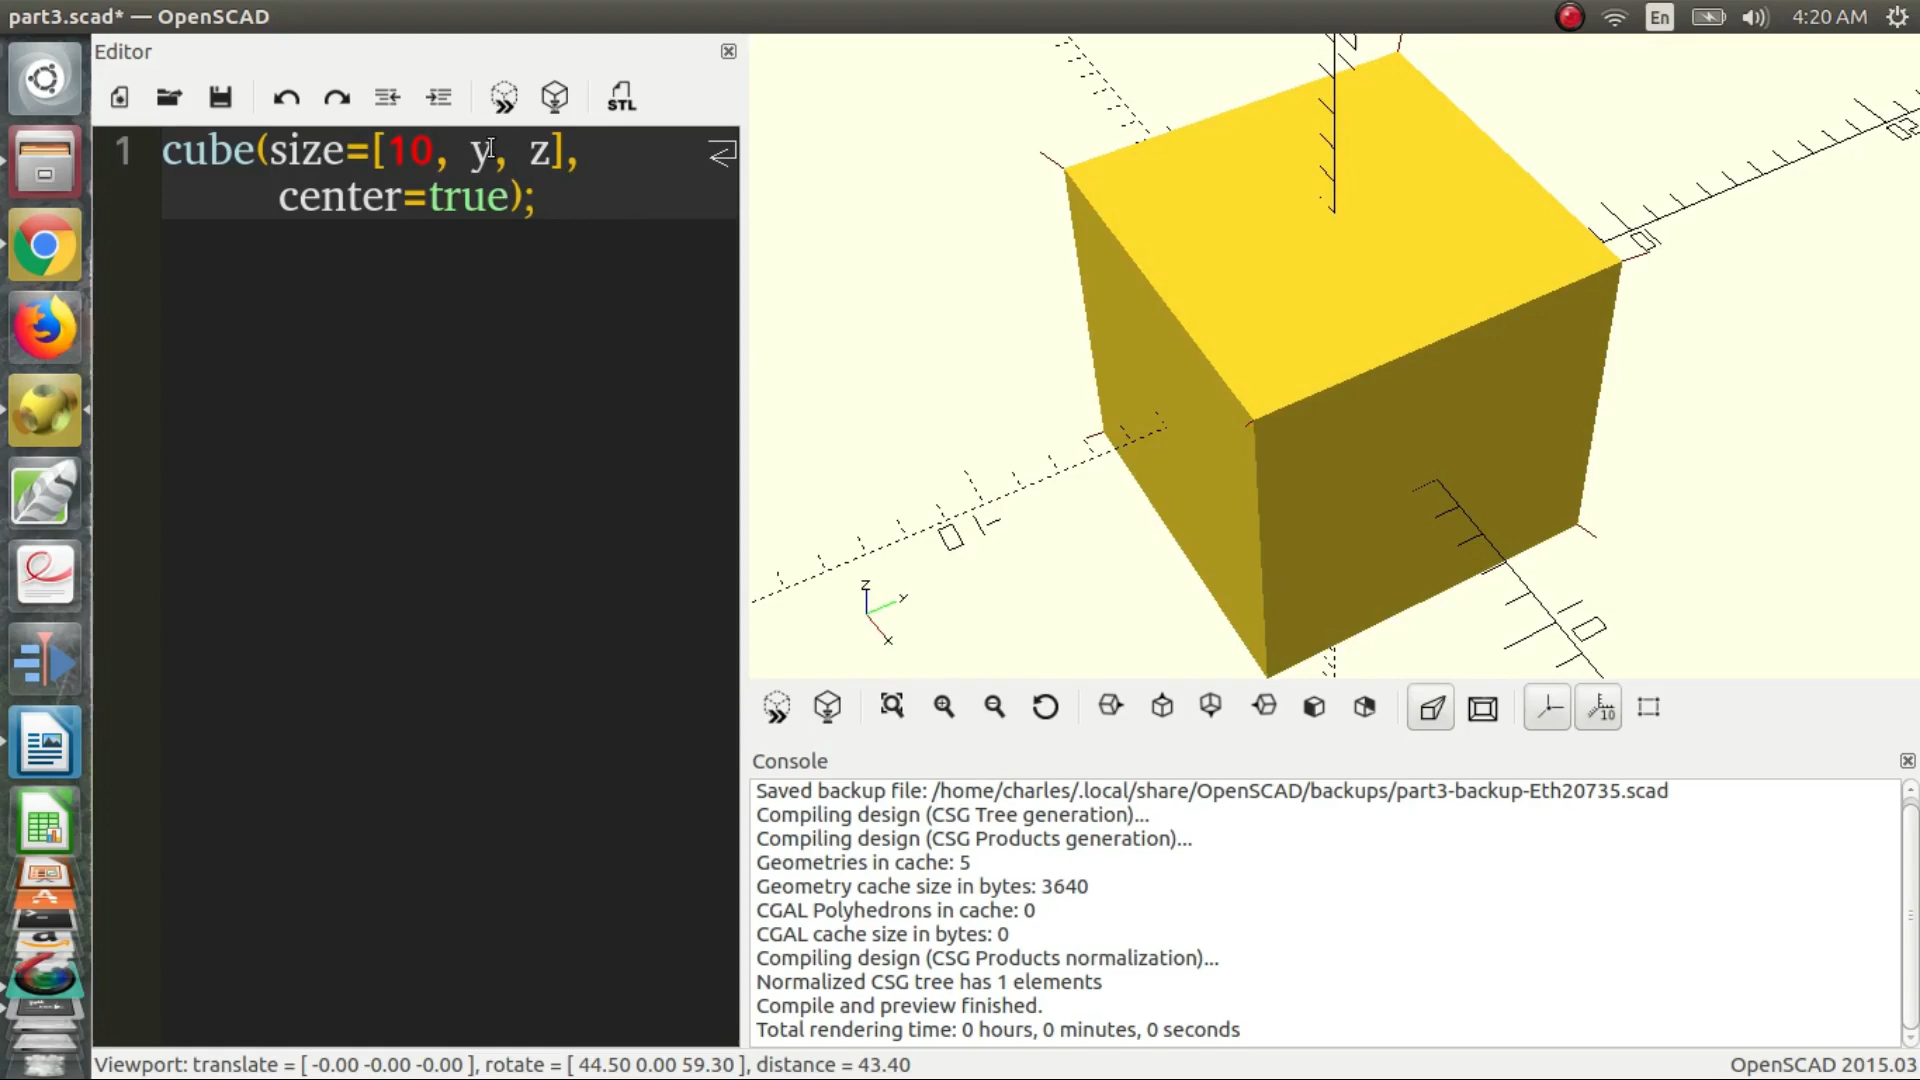 part3.scad* — OpenSCAD
En
4:20 AM
Editor
STL
1 cube(size=[10, y, z],
center=true);
10
10
z
y
x
10
Console
Saved backup file: /home/charles/.local/share/OpenSCAD/backups/part3-backup-Eth20735.scad
Compiling design (CSG Tree generation)...
Compiling design (CSG Products generation)...
Geometries in cache: 5
Geometry cache size in bytes: 3640
CGAL Polyhedrons in cache: 0
CGAL cache size in bytes: 0
Compiling design (CSG Products normalization)...
Normalized CSG tree has 1 elements
Compile and preview finished.
Total rendering time: 0 hours, 0 minutes, 0 seconds
Viewport: translate = [ -0.00 -0.00 -0.00 ], rotate = [ 44.50 0.00 59.30 ], distance = 43.40
OpenSCAD 2015.03